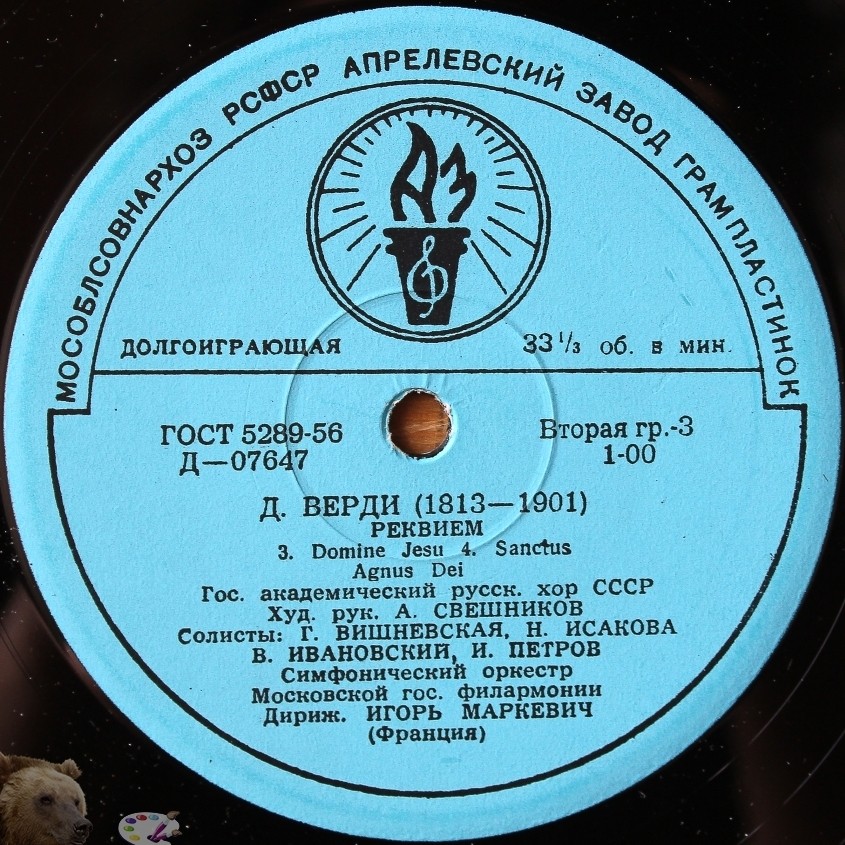 МОСОБЛСОВНАРХОЗ РСФСР АПРЕЛЕВСКИЙ ЗАВОД ГРАМПЛАСТИНОК
АЗ
ДОЛГОИГРАЮЩАЯ 33 1/3 об. в мин.
ГОСТ 5289-56 Вторая гр.-3
Д—07647 1-00
Д. ВЕРДИ (1813—1901)
РЕКВИЕМ
3. Domine Jesu 4. Sanctus
Agnus Dei
Гос. академический русск. хор СССР
Худ. рук. А. СВЕШНИКОВ
Солисты: Г. ВИШНЕВСКАЯ, Н. ИСАКОВА
В. ИВАНОВСКИЙ, И. ПЕТРОВ
Симфонический оркестр
Московской гос. филармонии
Дириж. ИГОРЬ МАРКЕВИЧ
(Франция)